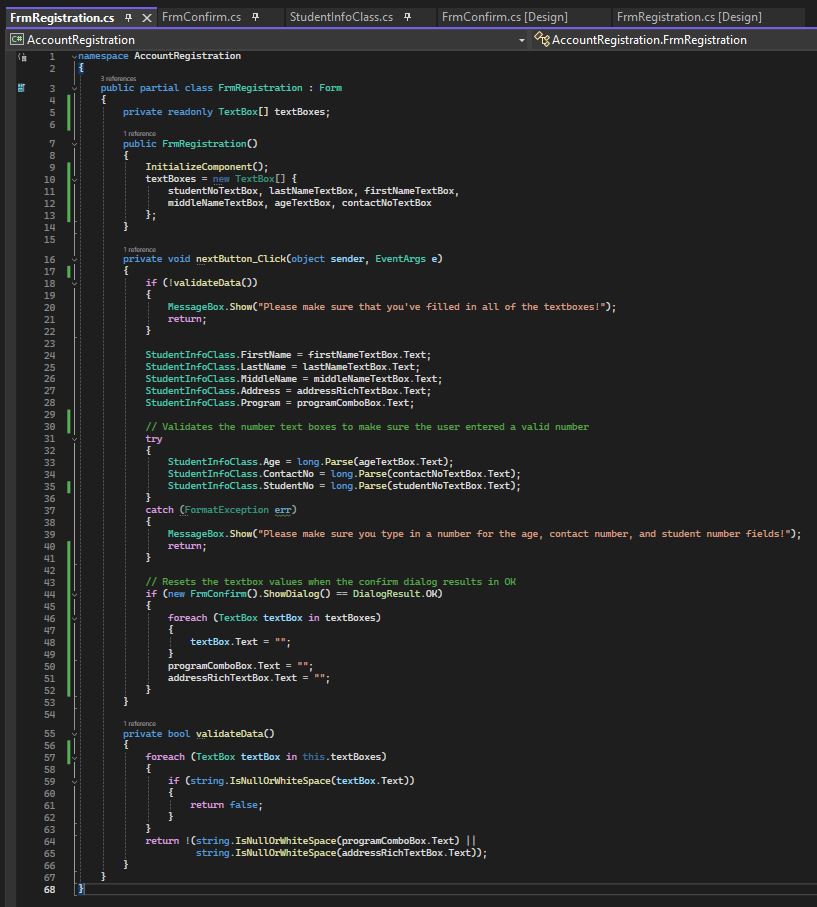 FrmRegistration.cs FrmConfirm.cs StudentInfoClass.cs FrmConfirm.cs [Design] FrmRegistration.cs [Design]
C# AccountRegistration AccountRegistration.FrmRegistration
1 namespace AccountRegistration
2 {
3 references
3 public partial class FrmRegistration : Form
4 {
5 private readonly TextBox[] textBoxes;
6
1 reference
7 public FrmRegistration()
8 {
9 InitializeComponent();
10 textBoxes = new TextBox[] {
11 studentNoTextBox, lastNameTextBox, firstNameTextBox,
12 middleNameTextBox, ageTextBox, contactNoTextBox
13 };
14 }
15
1 reference
16 private void nextButton_Click(object sender, EventArgs e)
17 {
18 if (!validateData())
19 {
20 MessageBox.Show("Please make sure that you've filled in all of the textboxes!");
21 return;
22 }
23
24 StudentInfoClass.FirstName = firstNameTextBox.Text;
25 StudentInfoClass.LastName = lastNameTextBox.Text;
26 StudentInfoClass.MiddleName = middleNameTextBox.Text;
27 StudentInfoClass.Address = addressRichTextBox.Text;
28 StudentInfoClass.Program = programComboBox.Text;
29
30 // Validates the number text boxes to make sure the user entered a valid number
31 try
32 {
33 StudentInfoClass.Age = long.Parse(ageTextBox.Text);
34 StudentInfoClass.ContactNo = long.Parse(contactNoTextBox.Text);
35 StudentInfoClass.StudentNo = long.Parse(studentNoTextBox.Text);
36 }
37 catch (FormatException err)
38 {
39 MessageBox.Show("Please make sure you type in a number for the age, contact number, and student number fields!");
40 return;
41 }
42
43 // Resets the textbox values when the confirm dialog results in OK
44 if (new FrmConfirm().ShowDialog() == DialogResult.OK)
45 {
46 foreach (TextBox textBox in textBoxes)
47 {
48 textBox.Text = "";
49 }
50 programComboBox.Text = "";
51 addressRichTextBox.Text = "";
52 }
53 }
54
1 reference
55 private bool validateData()
56 {
57 foreach (TextBox textBox in this.textBoxes)
58 {
59 if (string.IsNullOrWhiteSpace(textBox.Text))
60 {
61 return false;
62 }
63 }
64 return !(string.IsNullOrWhiteSpace(programComboBox.Text) ||
65 string.IsNullOrWhiteSpace(addressRichTextBox.Text));
66 }
67 }
68 }